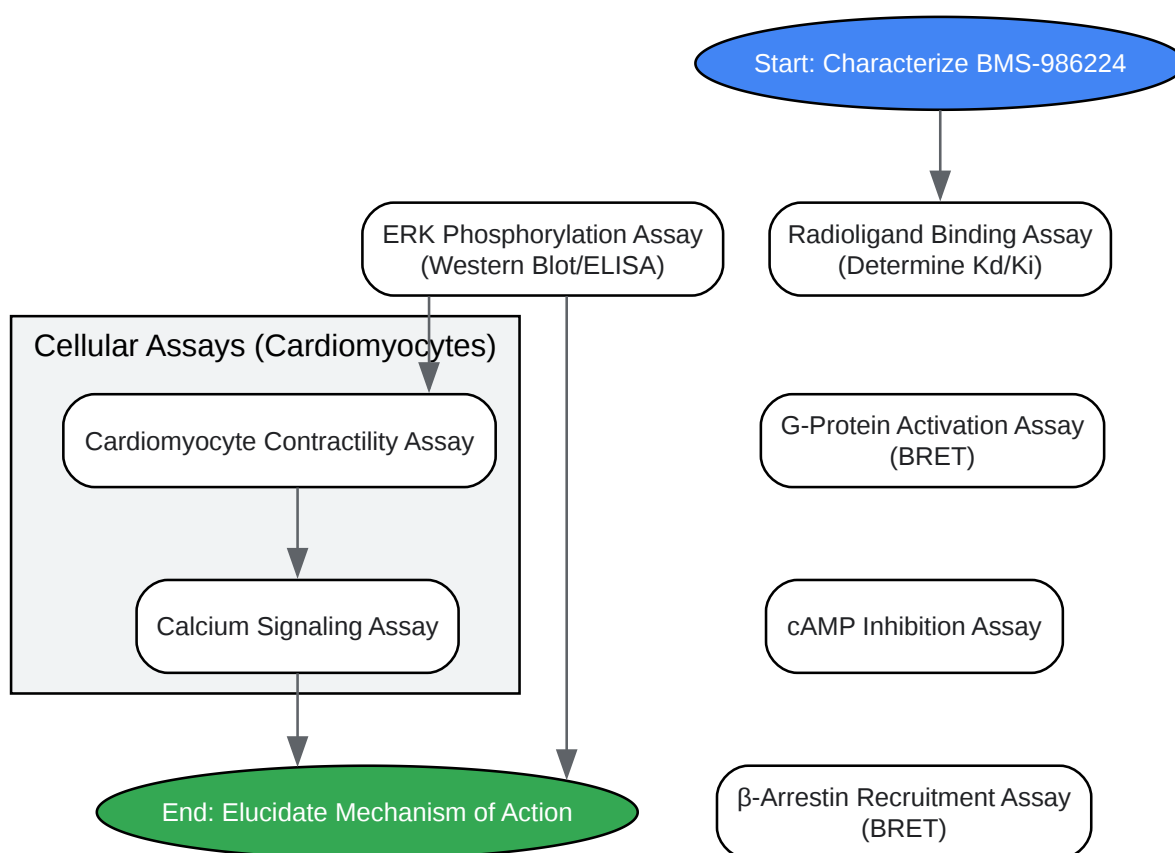 Start: Characterize BMS-986224
ERK Phosphorylation Assay
(Western Blot/ELISA)
Radioligand Binding Assay
(Determine Kd/Ki)
Cellular Assays (Cardiomyocytes)
Cardiomyocyte Contractility Assay
G-Protein Activation Assay
(BRET)
Calcium Signaling Assay
cAMP Inhibition Assay
End: Elucidate Mechanism of Action
β-Arrestin Recruitment Assay
(BRET)